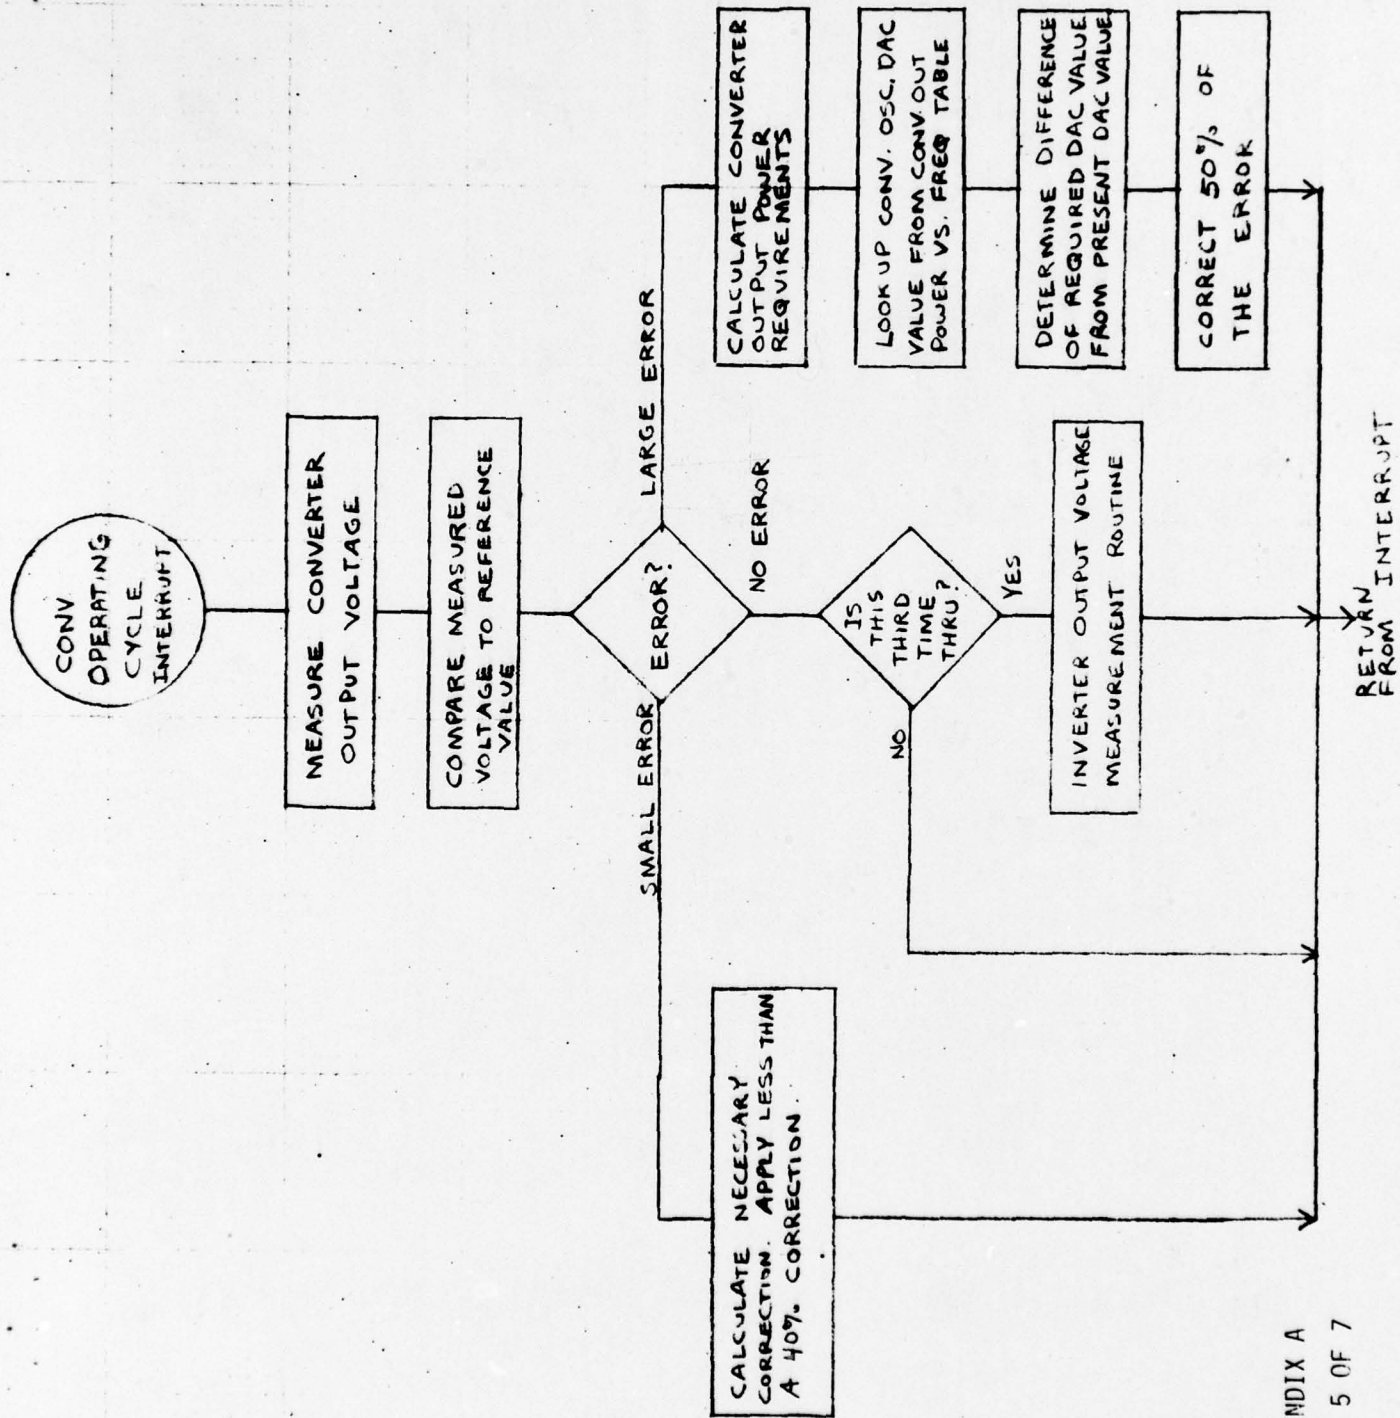 CONV
OPERATING
CYCLE
INTERRUPT
MEASURE CONVERTER
OUTPUT VOLTAGE
COMPARE MEASURED
VOLTAGE TO REFERENCE
VALUE
ERROR?
SMALL ERROR
LARGE ERROR
NO ERROR
CALCULATE NECESSARY
CORRECTION. APPLY LESS THAN
A 40% CORRECTION.
IS
THIS
THIRD
TIME
THRU?
NO
YES
INVERTER OUTPUT VOLTAGE
MEASUREMENT ROUTINE
CALCULATE CONVERTER
OUTPUT POWER
REQUIREMENTS
LOOKUP CONV. OSC. DAC
VALUE FROM CONV. OUT
POWER VS. FREQ TABLE
DETERMINE DIFFERENCE
OF REQUIRED DAC VALUE
FROM PRESENT DAC VALUE
CORRECT 50% OF
THE ERROR
RETURN
FROM INTERRUPT
NDIX A
5 OF 7